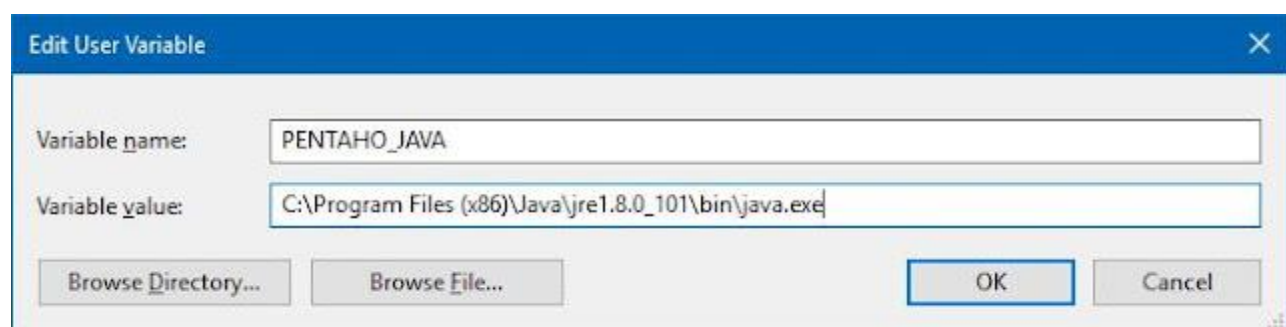 Edit User Variable
Variable name: PENTAHO_JAVA
Variable value: C:\Program Files (x86)\Java\jre1.8.0_101\bin\java.exe
Browse Directory... Browse File... OK Cancel